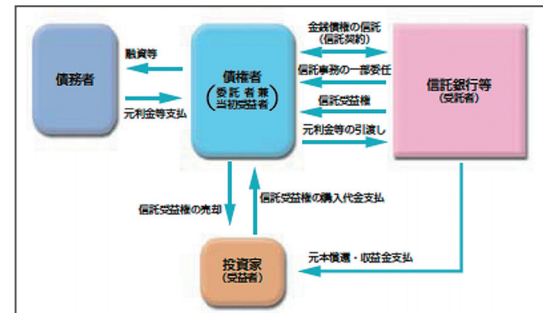 債務者
融資等
元利金等支払
債権者
(委託者兼
当初受益者)
金銭債権の信託
(信託契約)
信託事務の一部委任
信託受益権
元利金等の引渡し
信託銀行等
(受託者)
信託受益権の売却
信託受益権の購入代金支払
投資家
(受益者)
元本償還・収益金支払